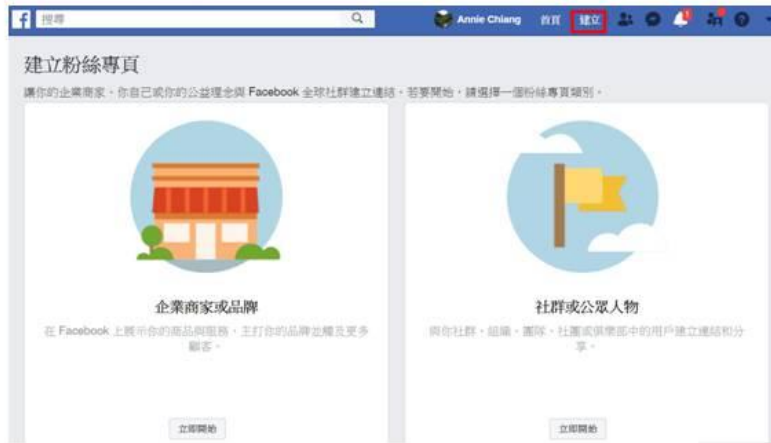 f 搜尋 Annie Chiang 首頁 建立
建立粉絲專頁
讓你的企業商家、你自己或你的公益理念與 Facebook 全球社群建立連結。若要開始，請選擇一個粉絲專頁類別。
企業商家或品牌
在 Facebook 上展示你的商品與服務、主打你的品牌並觸及更多
顧客。
立即開始
社群或公眾人物
與你社群、組織、團隊、社團或俱樂部中的用戶建立連結和分
享。
立即開始